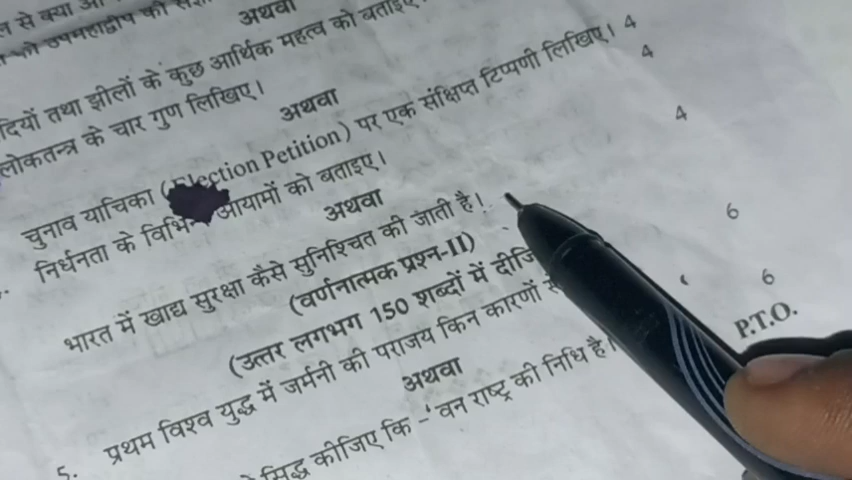 से क्या
उपमहाद्वीप की
अथवा
तथा झीलों के कुछ आर्थिक महत्व को बताइए
लोकतन्त्र के चार गुण लिखिए। 4
अथवा
चुनाव याचिका (Election Petition) पर एक संक्षिप्त टिप्पणी लिखिए। 4
निर्धनता के विभिन्न आयामों को बताइए। 4
अथवा
भारत में खाद्य सुरक्षा कैसे सुनिश्चित की जाती है।
(वर्णनात्मक प्रश्न-II) 6
(उत्तर लगभग 150 शब्दों में
5. प्रथम विश्व युद्ध में जर्मनी की पराजय किन कारणों 6
अथवा
सिद्ध कीजिए कि - 'वन राष्ट्र की निधि है।
P.T.O.